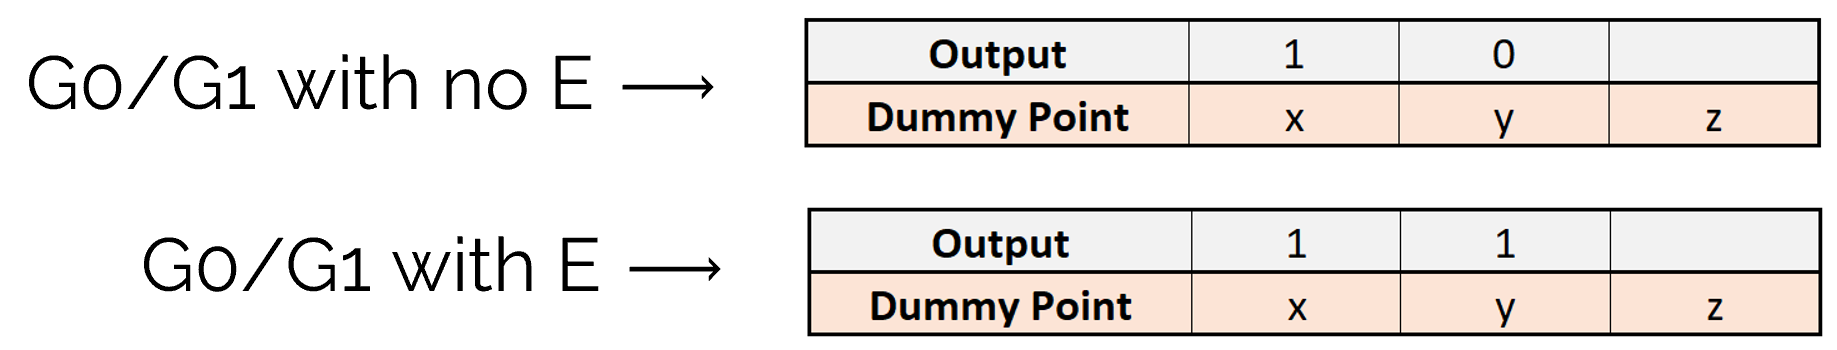 G0/G1 with no E ⟶ Output 1 0
Dummy Point x y z
G0/G1 with E ⟶ Output 1 1
Dummy Point x y z